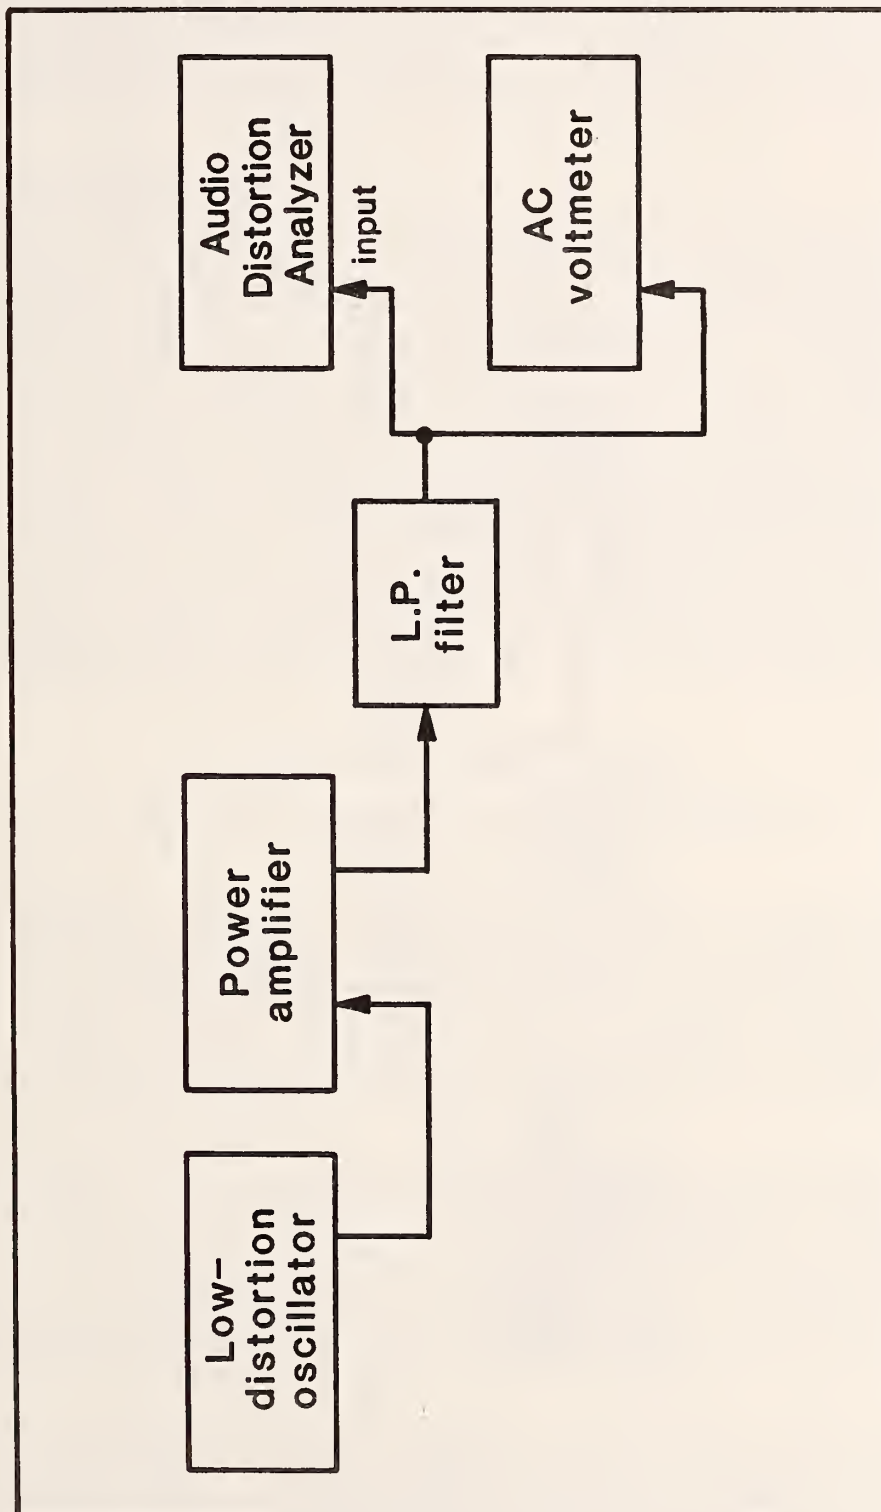 Low-
distortion
oscillator
Power
amplifier
L.P.
filter
Audio
Distortion
Analyzer
input
AC
voltmeter